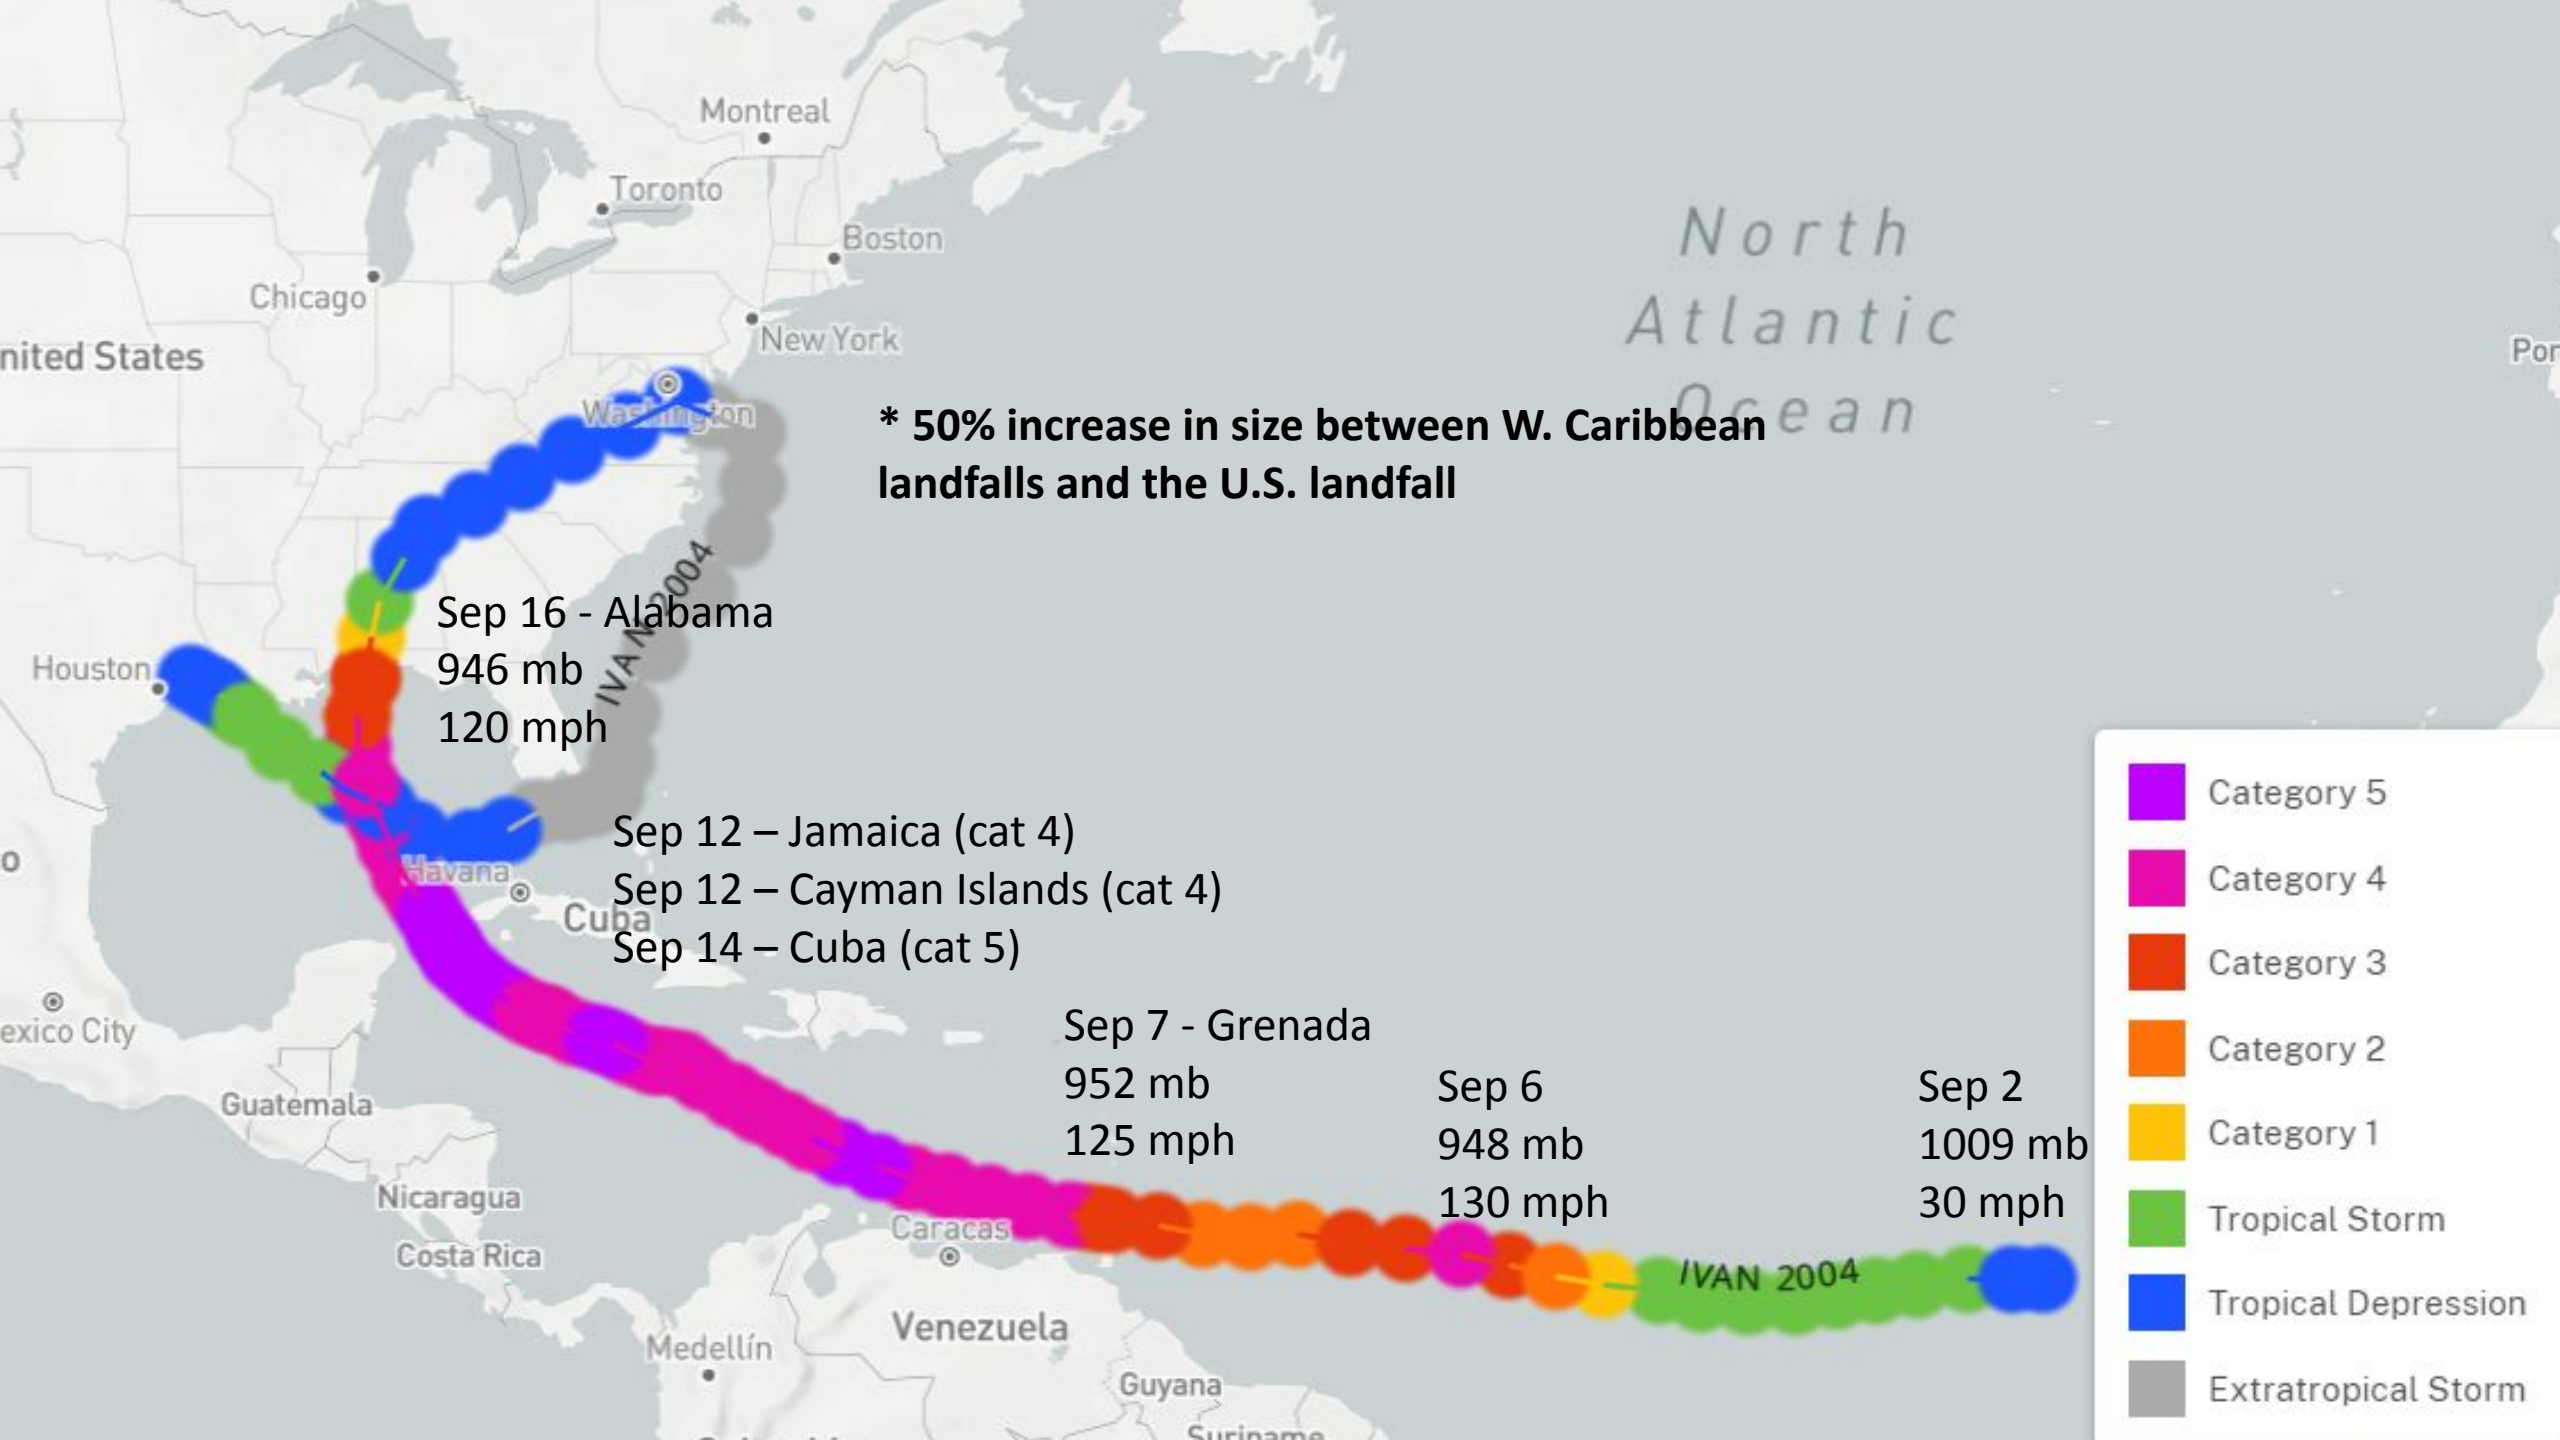 Montreal
Toronto
Boston
Chicago
New York
nited States
Washington
North
Atlantic
Ocean
Por
* 50% increase in size between W. Caribbean
landfalls and the U.S. landfall
IVAN 2004
Sep 16 - Alabama
946 mb
120 mph
Houston
Sep 12 – Jamaica (cat 4)
Sep 12 – Cayman Islands (cat 4)
Sep 14 – Cuba (cat 5)
Havana
Cuba
o
exico City
Guatemala
Nicaragua
Costa Rica
Sep 7 - Grenada
952 mb
125 mph
Sep 6
948 mb
130 mph
Sep 2
1009 mb
30 mph
IVAN 2004
Caracas
Venezuela
Medellín
Guyana
Suriname
Category 5
Category 4
Category 3
Category 2
Category 1
Tropical Storm
Tropical Depression
Extratropical Storm